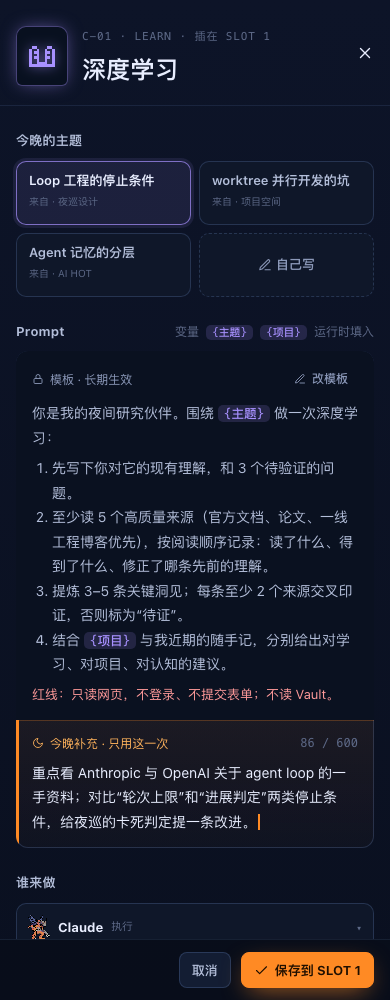 C–01 · LEARN · 插在 SLOT 1
深度学习
今晚的主题
Loop 工程的停止条件
来自 · 夜巡设计
worktree 并行开发的坑
来自 · 项目空间
Agent 记忆的分层
来自 · AI HOT
自己写
Prompt
变量 {主题} {项目} 运行时填入
模板 · 长期生效
改模板
你是我的夜间研究伙伴。围绕 {主题} 做一次深度学
习：
1. 先写下你对它的现有理解，和 3 个待验证的问
题。
2. 至少读 5 个高质量来源（官方文档、论文、一线
工程博客优先），按阅读顺序记录：读了什么、得
到了什么、修正了哪条先前的理解。
3. 提炼 3–5 条关键洞见；每条至少 2 个来源交叉印
证，否则标为“待证”。
4. 结合 {项目} 与我近期的随手记，分别给出对学
习、对项目、对认知的建议。
红线：只读网页，不登录、不提交表单；不读 Vault。
今晚补充 · 只用这一次
86 / 600
重点看 Anthropic 与 OpenAI 关于 agent loop 的一
手资料；对比“轮次上限”和“进展判定”两类停止条
件，给夜巡的卡死判定提一条改进。
谁来做
Claude 执行
取消
保存到 SLOT 1